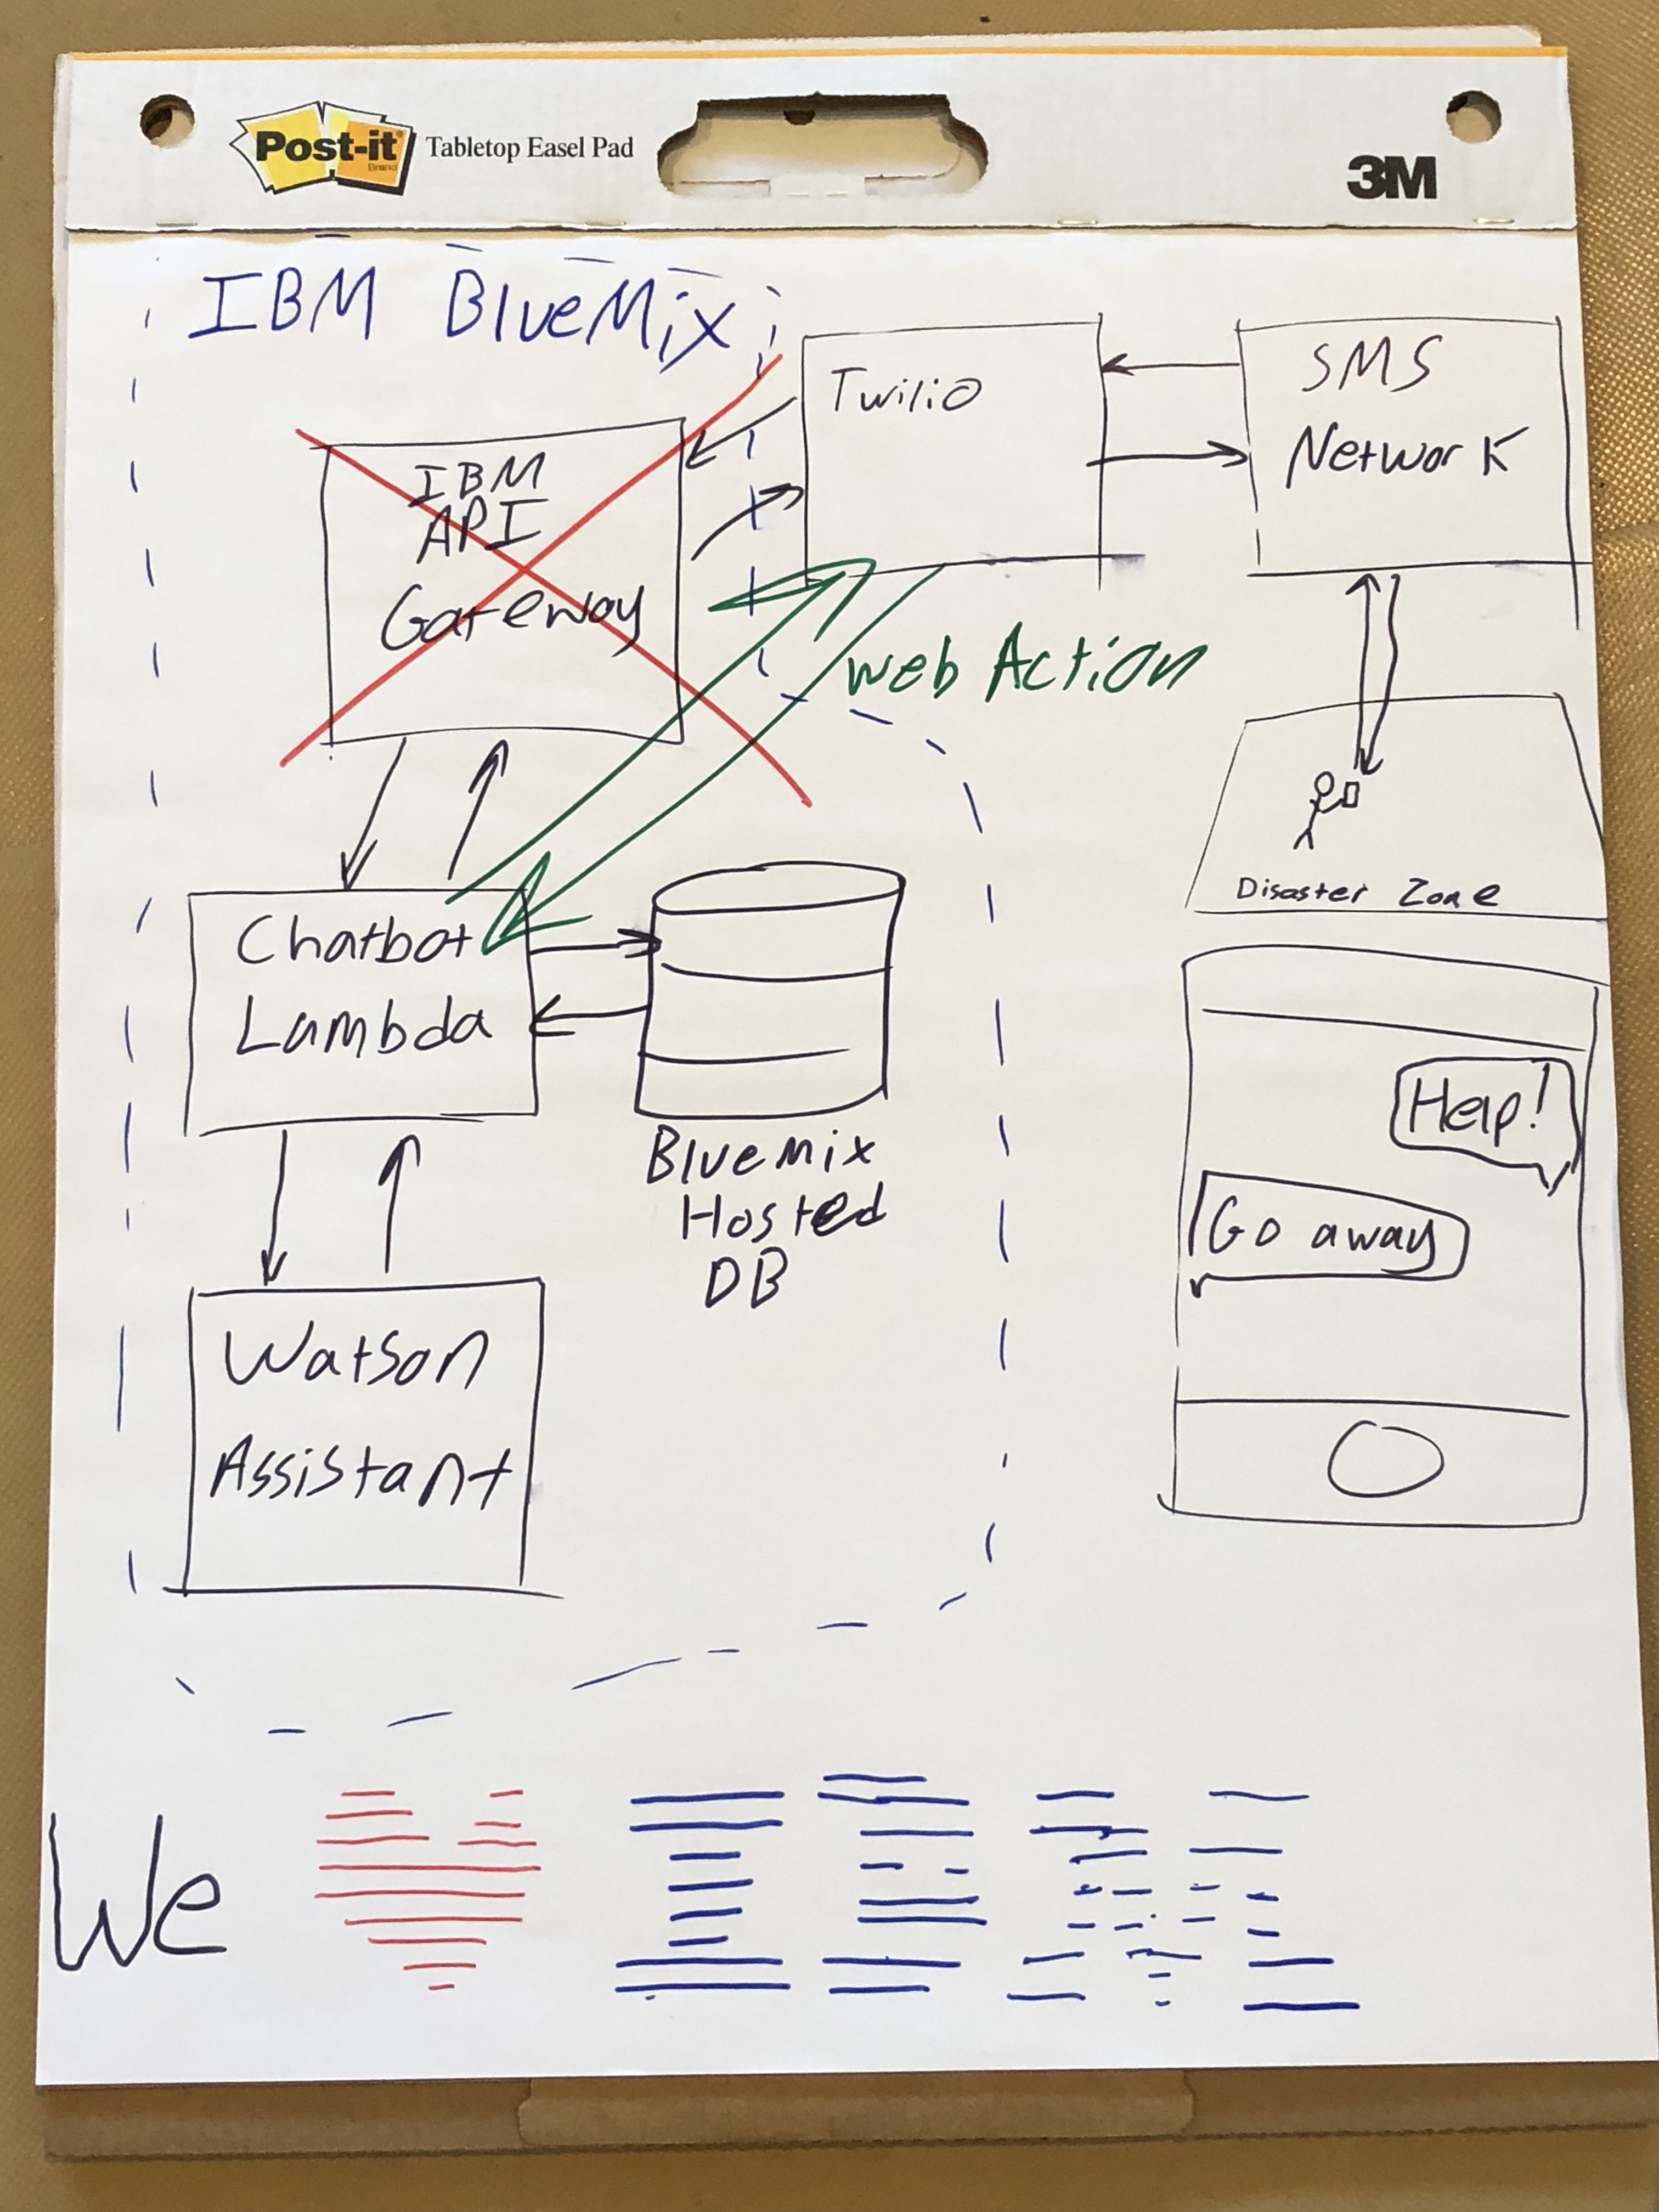 Post-it
Brand
Tabletop Easel Pad
3M
IBM BlueMix
Twilio
SMS
Network
IBM
API
Gateway
web Action
Disaster Zone
Chatbot
Lambda
Bluemix
Hosted
DB
Help!
Go away
Watson
Assistant
We IBM